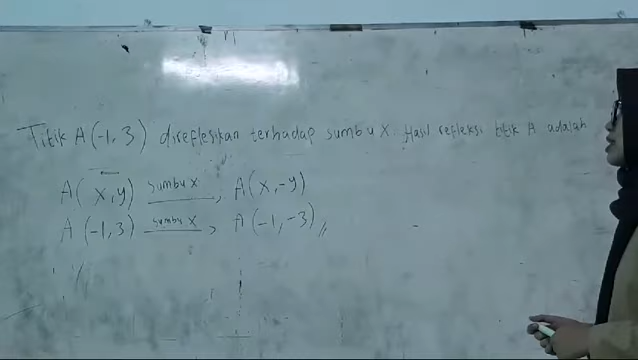 Titik A (-1, 3) direfleksikan terhadap sumbu X. Hasil refleksi titik A adalah
A (x, y) sumbu x → A (x, -y)
A (-1, 3) sumbu x → A (-1, -3) //